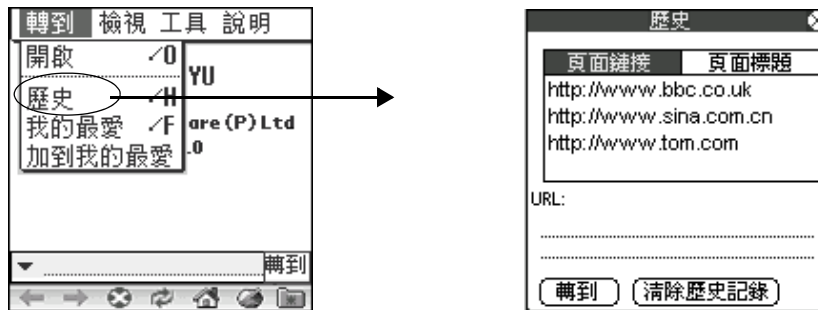 轉到 檢視 工具 說明
開啟 ⁄O
歷史 ⁄H
我的最愛 ⁄F
加到我的最愛
YU
are(P)Ltd
.0
轉到
歷史
頁面鏈接 頁面標題
http://www.bbc.co.uk
http://www.sina.com.cn
http://www.tom.com
URL:
轉到 清除歷史記錄